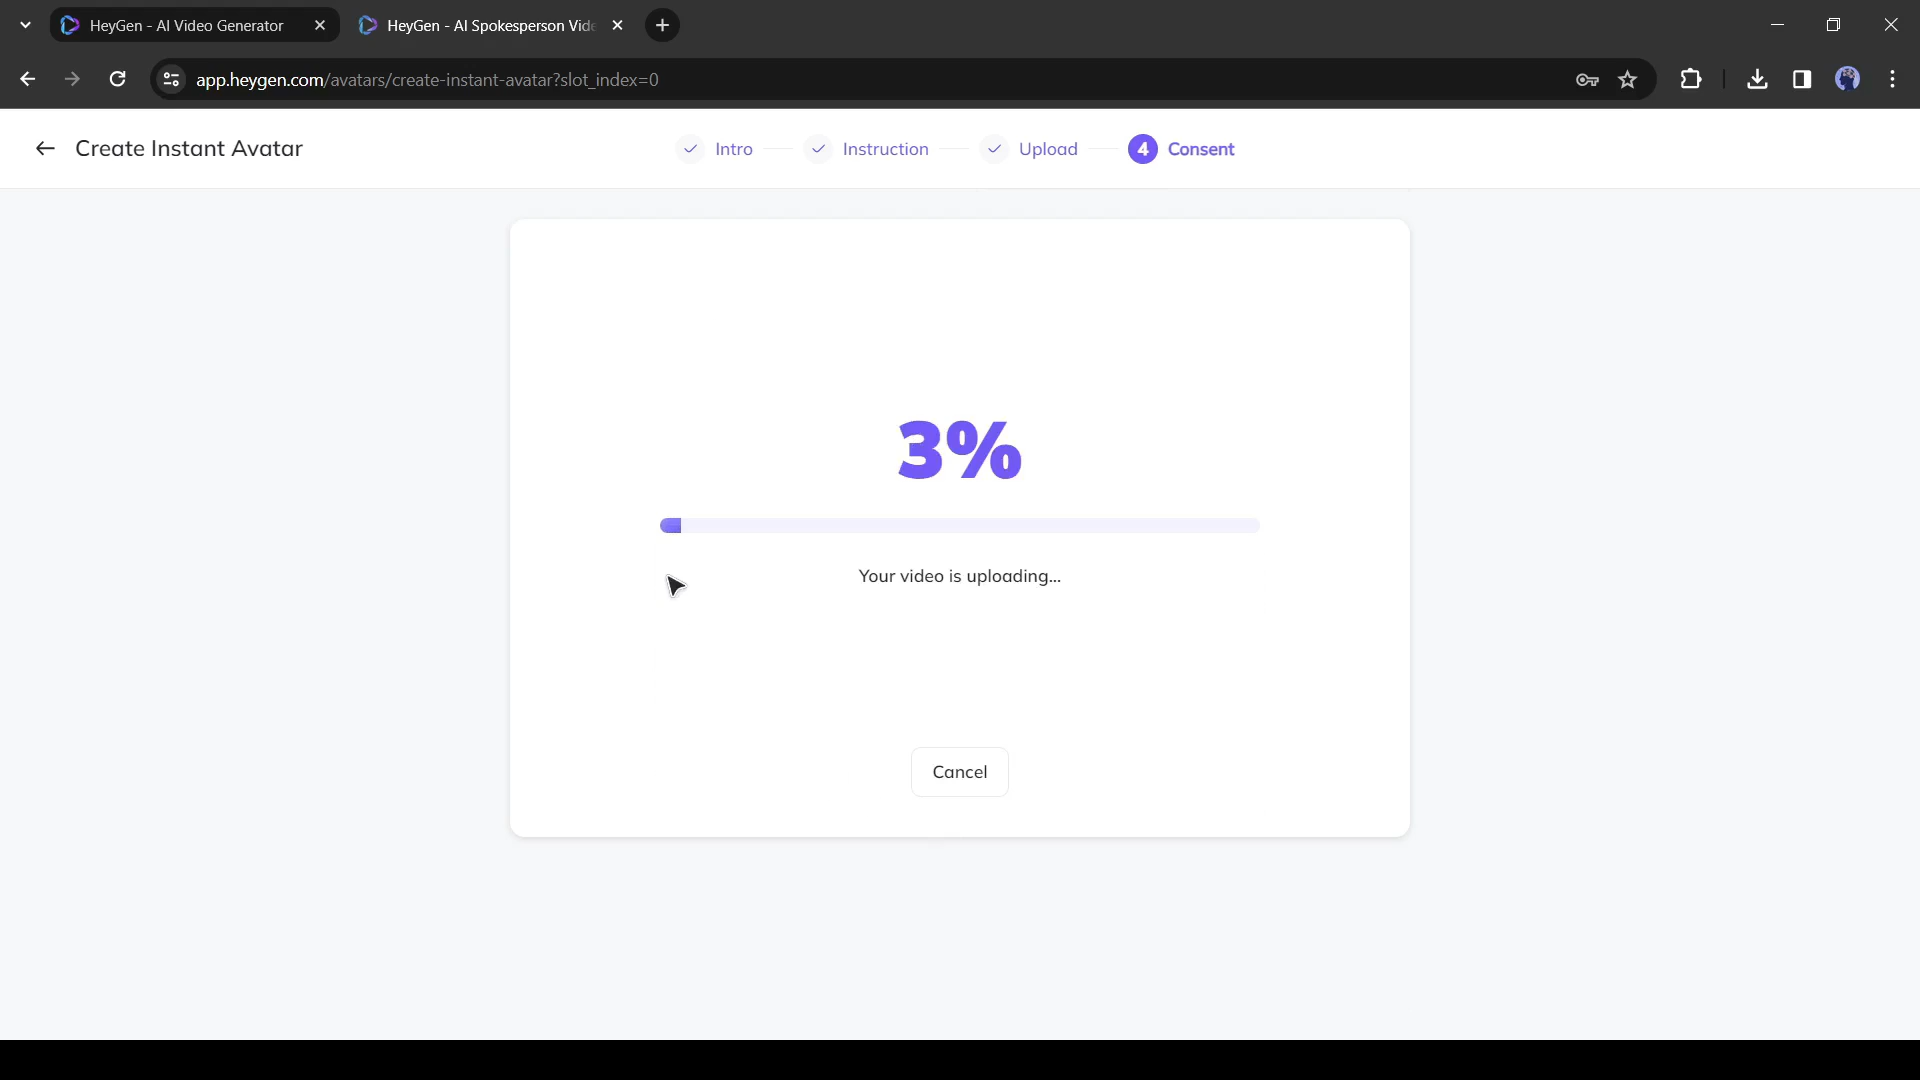 HeyGen - AI Video Generator
HeyGen - AI Spokesperson Vide
app.heygen.com/avatars/create-instant-avatar?slot_index=0
Create Instant Avatar
Intro
Instruction
Upload
4 Consent
3%
Your video is uploading...
Cancel